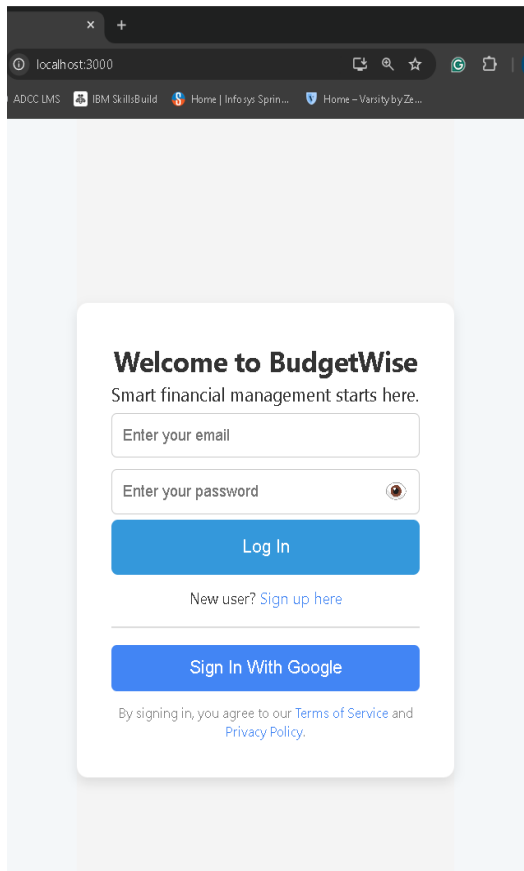 localhost:3000
ADCC LMS IBM SkillsBuild Home | Infosys Sprin... Home – Varsity by Ze...
Welcome to BudgetWise
Smart financial management starts here.
Enter your email
Enter your password
Log In
New user? Sign up here
Sign In With Google
By signing in, you agree to our Terms of Service and
Privacy Policy.